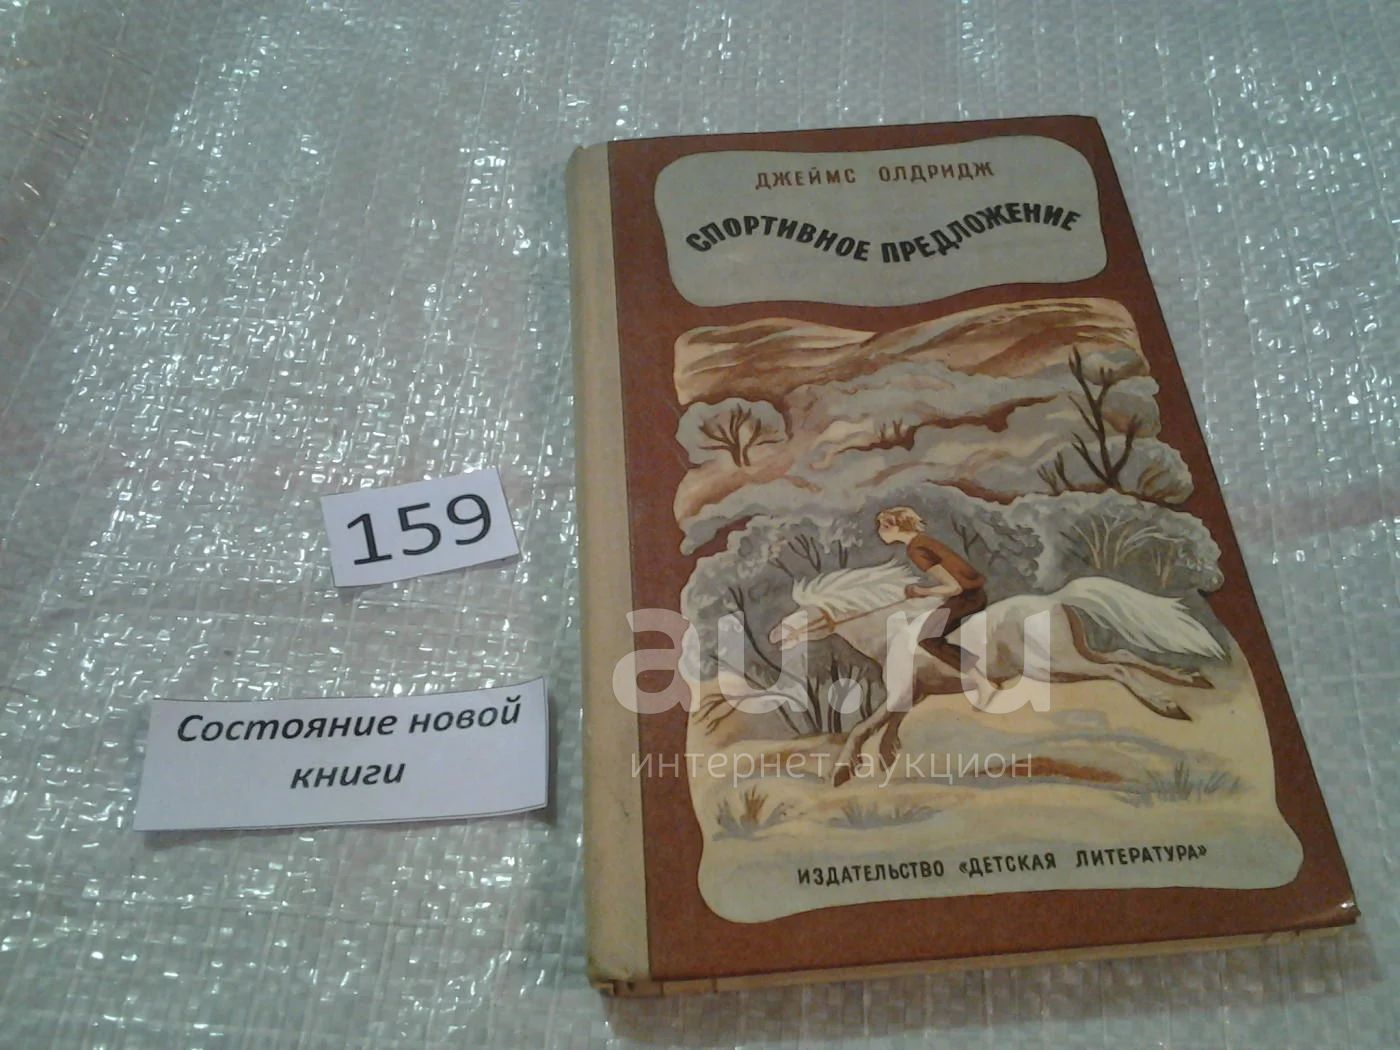 ДЖЕЙМС ОЛДРИДЖ
СПОРТИВНОЕ ПРЕДЛОЖЕНИЕ
159
Состояние новой
книги
au.ru
интернет-аукцион
ИЗДАТЕЛЬСТВО «ДЕТСКАЯ ЛИТЕРАТУРА»